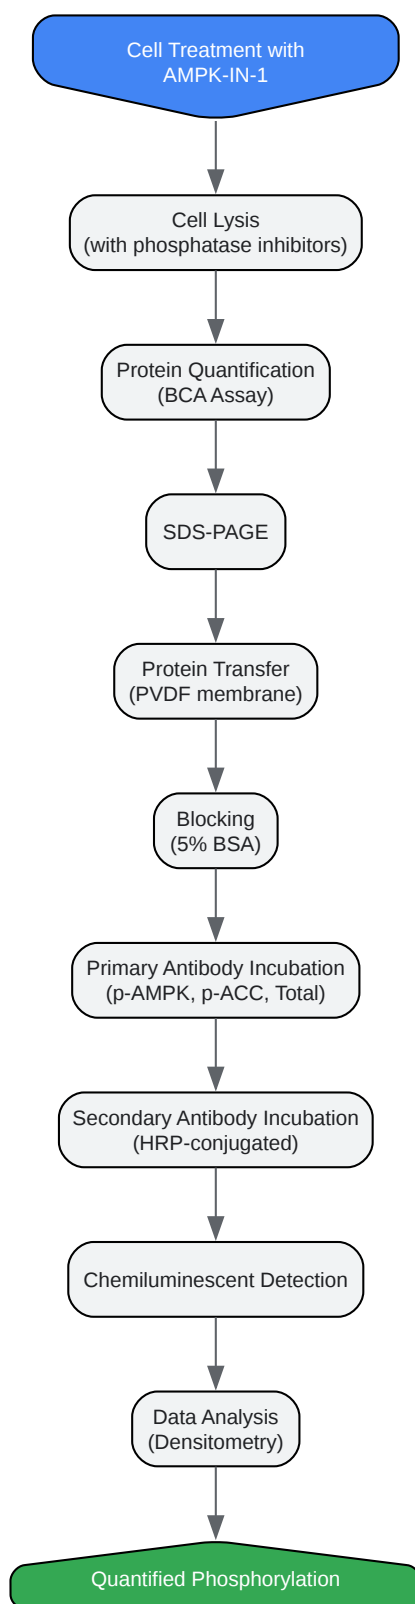 Cell Treatment with
AMPK-IN-1
Cell Lysis
(with phosphatase inhibitors)
Protein Quantification
(BCA Assay)
SDS-PAGE
Protein Transfer
(PVDF membrane)
Blocking
(5% BSA)
Primary Antibody Incubation
(p-AMPK, p-ACC, Total)
Secondary Antibody Incubation
(HRP-conjugated)
Chemiluminescent Detection
Data Analysis
(Densitometry)
Quantified Phosphorylation